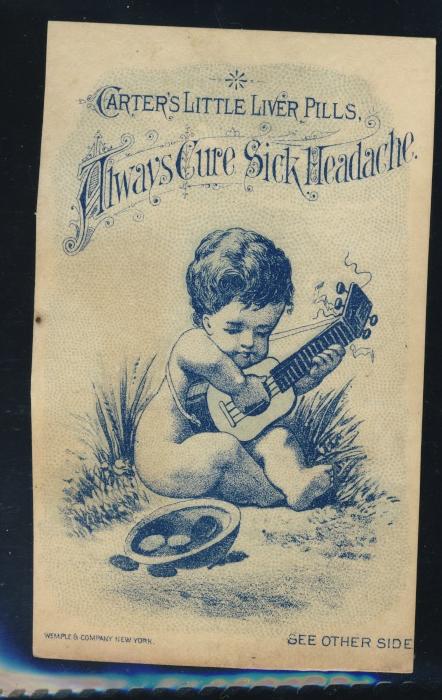 CARTER'S LITTLE LIVER PILLS,
Always Cure Sick Headache.
WEMPLE & COMPANY NEW YORK.
SEE OTHER SIDE